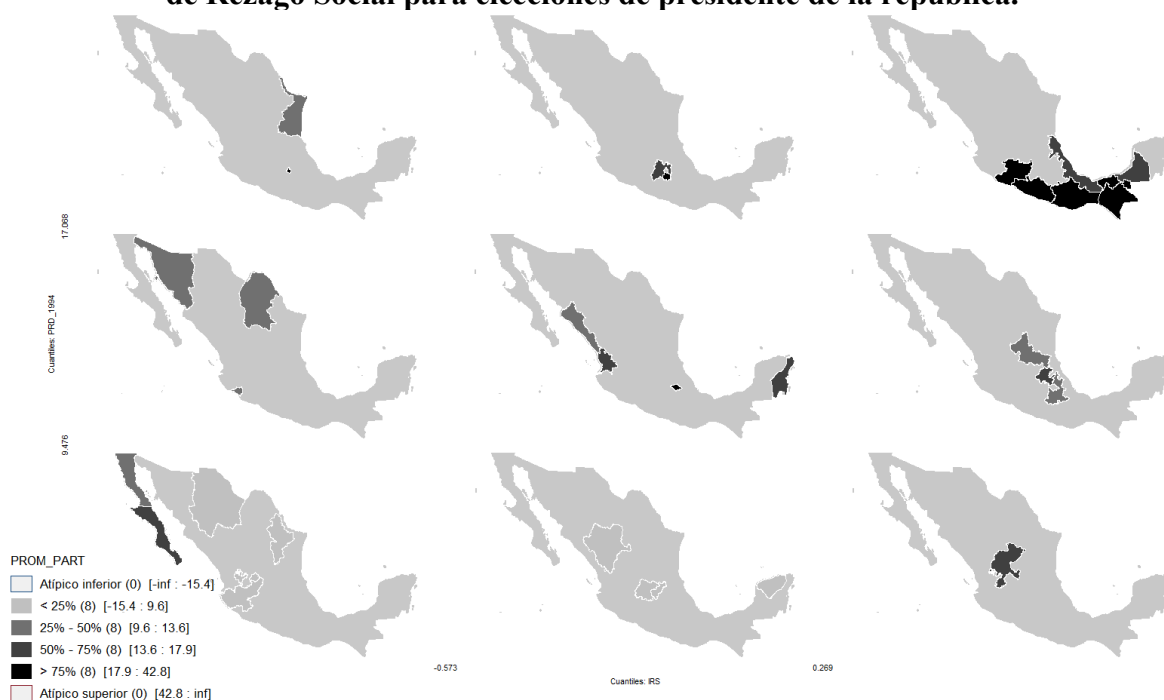 de Rezago Social para elecciones de presidente de la república.
17.068
Cuantiles: PRD_1994
9.476
PROM_PART
Atípico inferior (0) [-inf : -15.4]
< 25% (8) [-15.4 : 9.6]
25% - 50% (8) [9.6 : 13.6]
50% - 75% (8) [13.6 : 17.9]
> 75% (8) [17.9 : 42.8]
Atípico superior (0) [42.8 : inf]
-0.573
Cuantiles: IRS
0.269